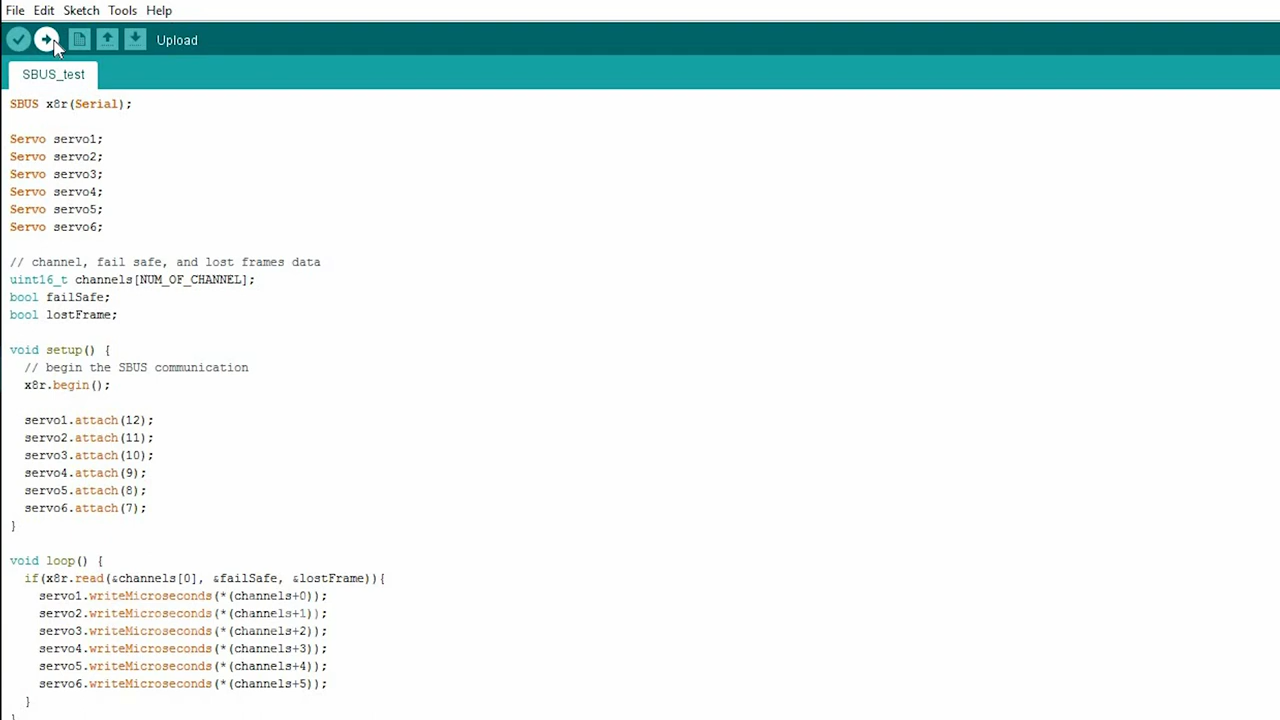 File Edit Sketch Tools Help
Upload
SBUS_test
SBUS x8r(Serial);
Servo servo1;
Servo servo2;
Servo servo3;
Servo servo4;
Servo servo5;
Servo servo6;
// channel, fail safe, and lost frames data
uint16_t channels[NUM_OF_CHANNEL];
bool failSafe;
bool lostFrame;
void setup() {
// begin the SBUS communication
x8r.begin();
servo1.attach(12);
servo2.attach(11);
servo3.attach(10);
servo4.attach(9);
servo5.attach(8);
servo6.attach(7);
}
void loop() {
if(x8r.read(&channels[0], &failSafe, &lostFrame)){
servo1.writeMicroseconds(*(channels+0));
servo2.writeMicroseconds(*(channels+1));
servo3.writeMicroseconds(*(channels+2));
servo4.writeMicroseconds(*(channels+3));
servo5.writeMicroseconds(*(channels+4));
servo6.writeMicroseconds(*(channels+5));
}